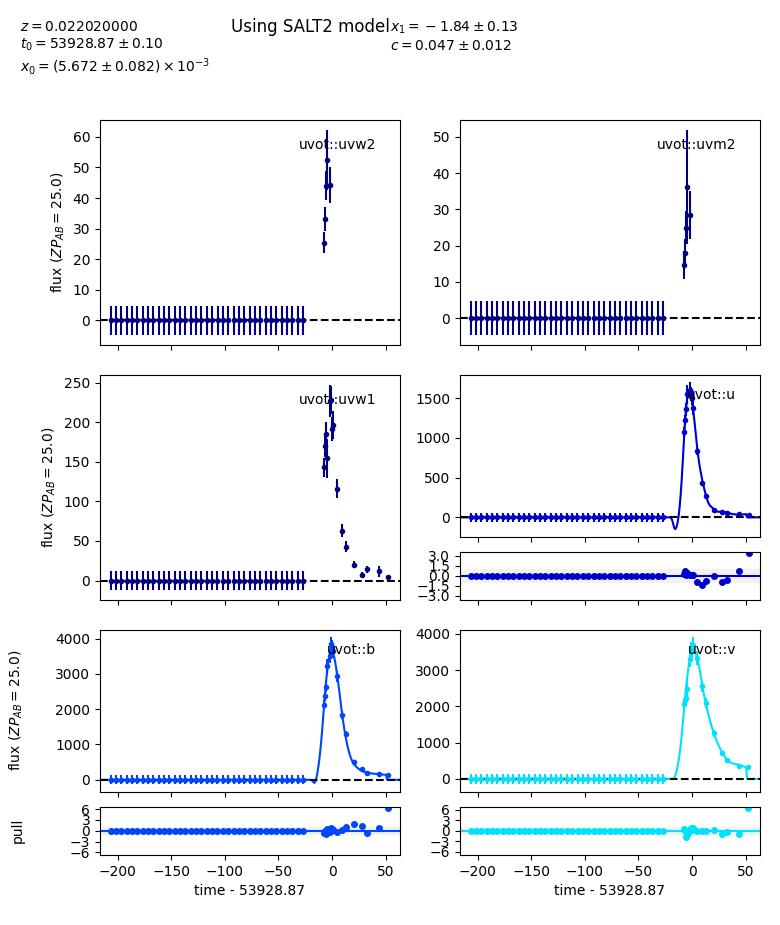 Using SALT2 model
z = 0.022020000
t₀ = 53928.87 ± 0.10
x₀ = (5.672 ± 0.082) × 10⁻³
x₁ = −1.84 ± 0.13
c = 0.047 ± 0.012
uvot::uvw2
60
50
40
30
20
10
0
flux (ZP_AB = 25.0)
uvot::uvm2
50
40
30
20
10
0
uvot::uvw1
250
200
150
100
50
0
flux (ZP_AB = 25.0)
uvot::u
1500
1000
500
0
3.0
1.5
0.0
−1.5
−3.0
uvot::b
4000
3000
2000
1000
0
flux (ZP_AB = 25.0)
uvot::v
4000
3000
2000
1000
0
6
3
0
−3
−6
pull
−200 −150 −100 −50 0 50
time - 53928.87
6
3
0
−3
−6
−200 −150 −100 −50 0 50
time - 53928.87